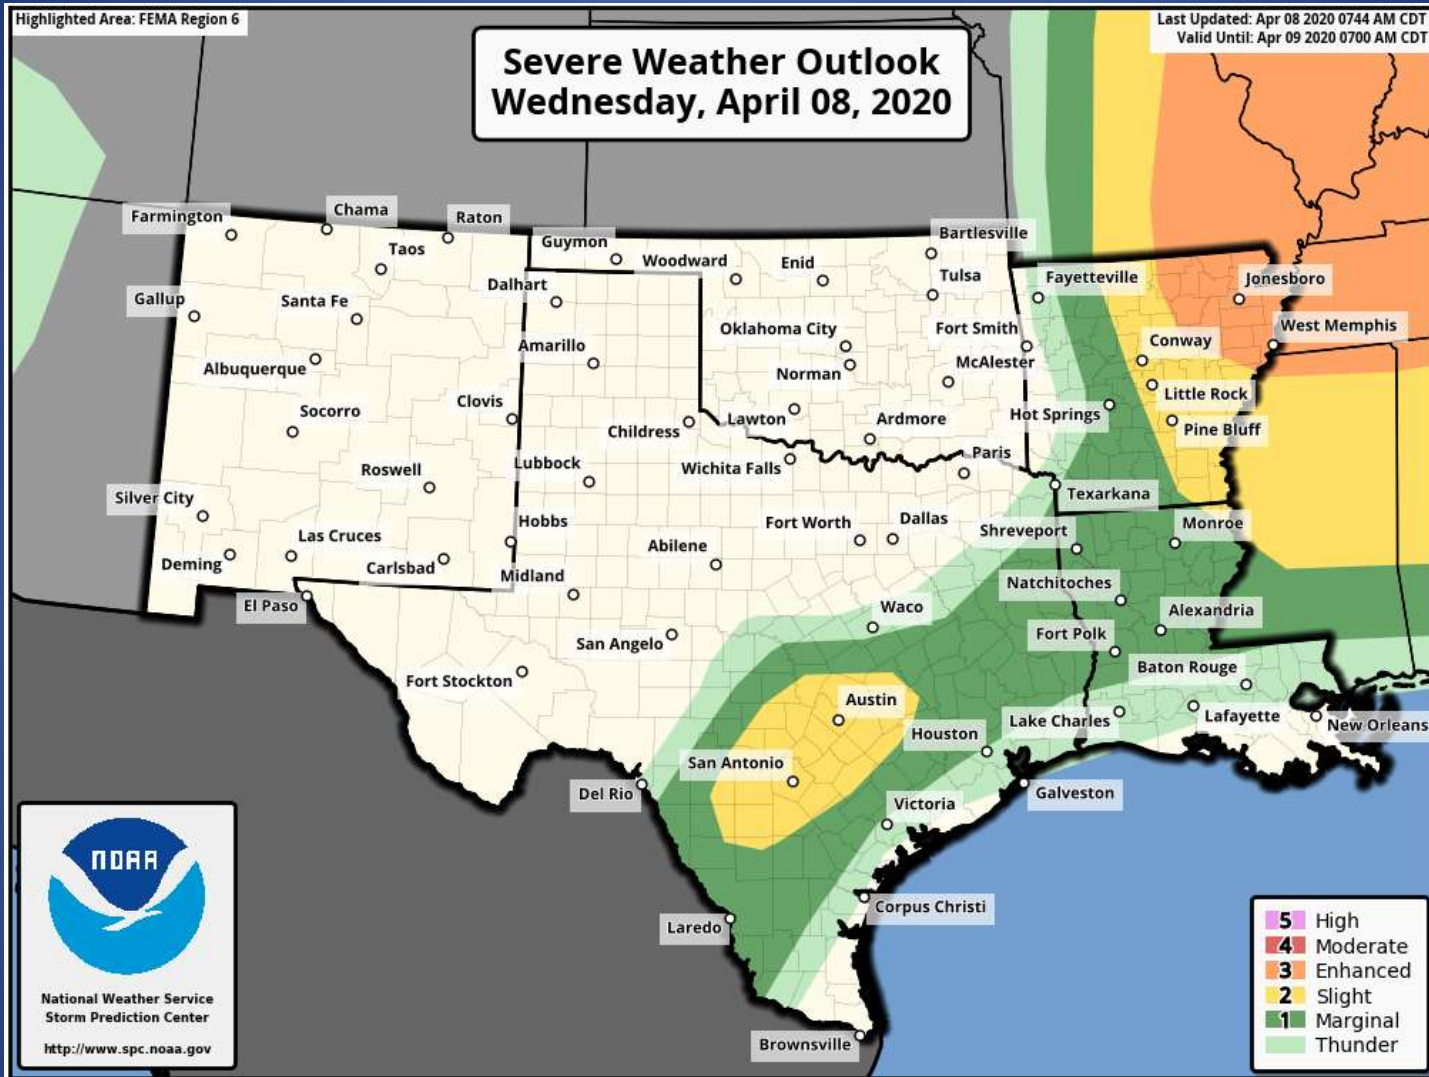 Highlighted Area: FEMA Region 6
Last Updated: Apr 08 2020 0744 AM CDT
Valid Until: Apr 09 2020 0700 AM CDT
Severe Weather Outlook
Wednesday, April 08, 2020
Farmington
Chama
Raton
Taos
Guymon
Woodward
Enid
Bartlesville
Tulsa
Fayetteville
Jonesboro
Gallup
Santa Fe
Dalhart
Oklahoma City
Fort Smith
West Memphis
Amarillo
Conway
Albuquerque
Norman
McAlester
Little Rock
Socorro
Clovis
Childress
Lawton
Ardmore
Hot Springs
Pine Bluff
Roswell
Lubbock
Wichita Falls
Paris
Texarkana
Silver City
Las Cruces
Hobbs
Fort Worth
Dallas
Shreveport
Monroe
Deming
Carlsbad
Midland
Abilene
Natchitoches
El Paso
Waco
Alexandria
San Angelo
Fort Polk
Fort Stockton
Baton Rouge
Austin
Lake Charles
Lafayette
New Orleans
Houston
San Antonio
Del Rio
Victoria
Galveston
Laredo
Corpus Christi
Brownsville
NOAA
National Weather Service
Storm Prediction Center
http://www.spc.noaa.gov
5 High
4 Moderate
3 Enhanced
2 Slight
1 Marginal
Thunder